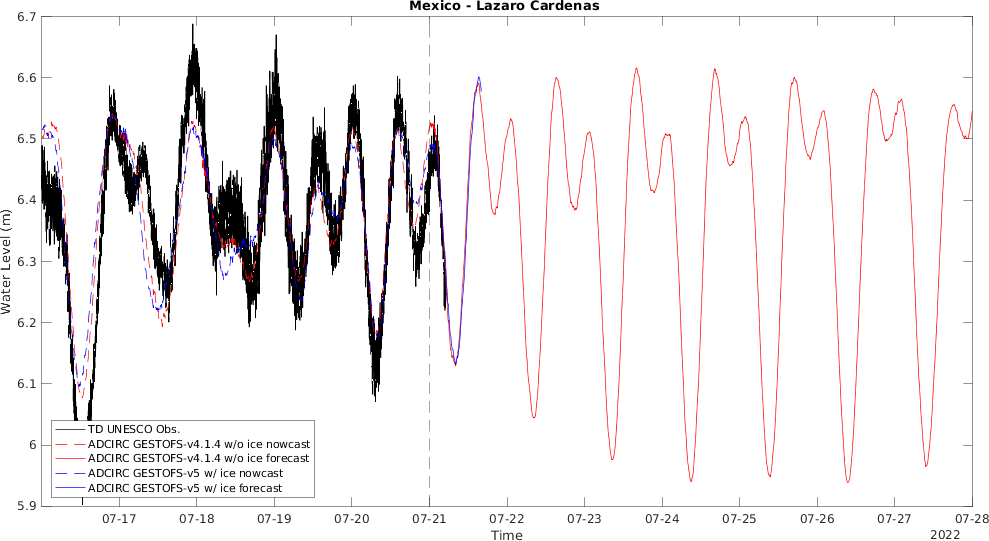 Mexico - Lazaro Cardenas
Water Level (m)
6.7
6.6
6.5
6.4
6.3
6.2
6.1
6
5.9
TD UNESCO Obs.
ADCIRC GESTOFS-v4.1.4 w/o ice nowcast
ADCIRC GESTOFS-v4.1.4 w/o ice forecast
ADCIRC GESTOFS-v5 w/ ice nowcast
ADCIRC GESTOFS-v5 w/ ice forecast
07-17 07-18 07-19 07-20 07-21 07-22 07-23 07-24 07-25 07-26 07-27 07-28
Time
2022